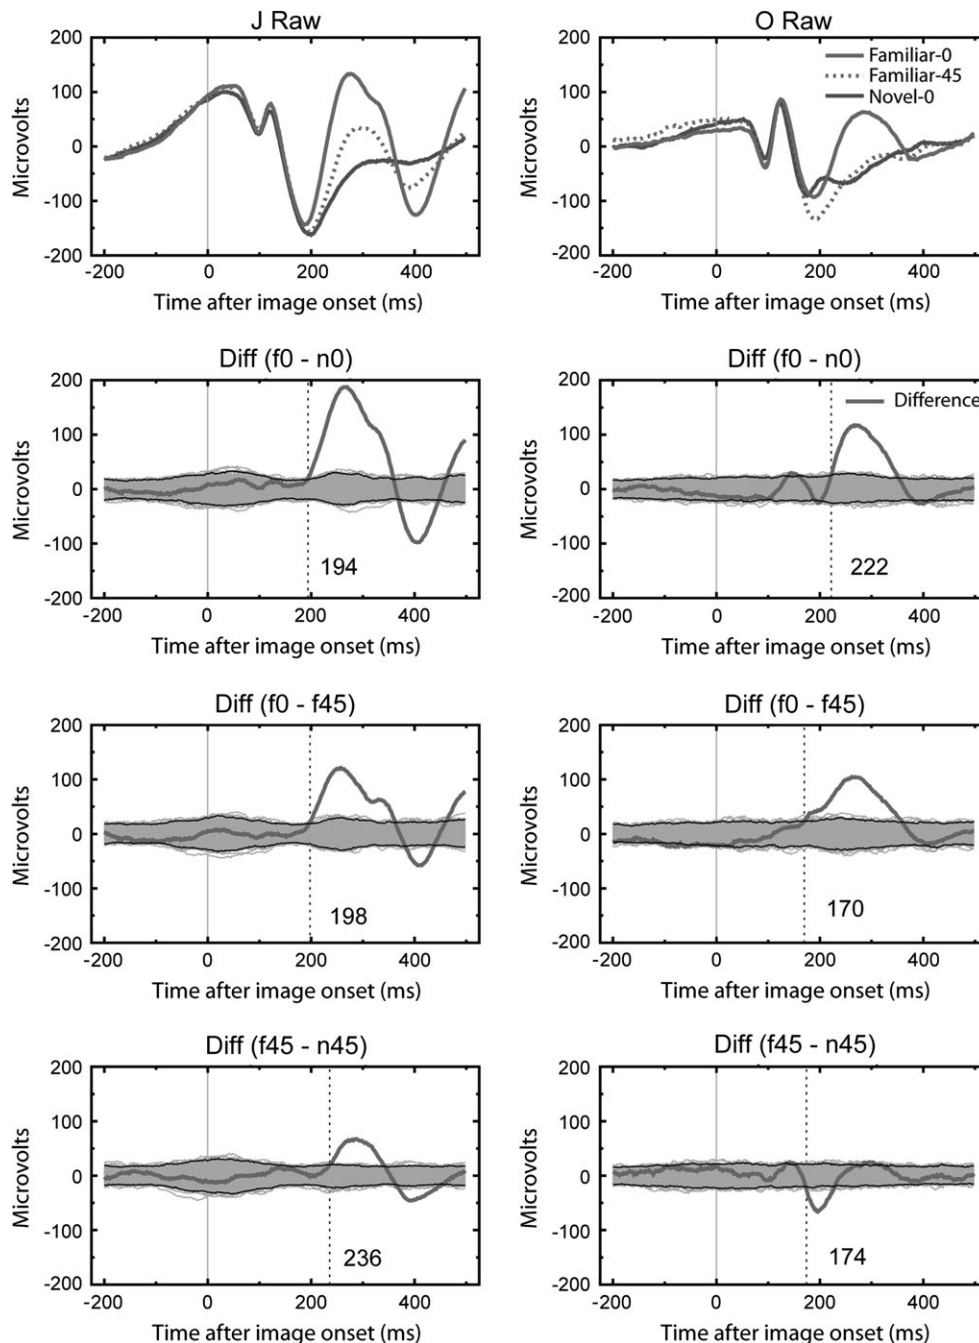 J Raw
200
100
0
-100
-200
Microvolts
-200 0 200 400
Time after image onset (ms)
O Raw
Familiar-0
Familiar-45
Novel-0
200
100
0
-100
-200
Microvolts
-200 0 200 400
Time after image onset (ms)
Diff (f0 - n0)
200
100
0
-100
-200
Microvolts
194
-200 0 200 400
Time after image onset (ms)
Diff (f0 - n0)
Difference
200
100
0
-100
-200
Microvolts
222
-200 0 200 400
Time after image onset (ms)
Diff (f0 - f45)
200
100
0
-100
-200
Microvolts
198
-200 0 200 400
Time after image onset (ms)
Diff (f0 - f45)
200
100
0
-100
-200
Microvolts
170
-200 0 200 400
Time after image onset (ms)
Diff (f45 - n45)
200
100
0
-100
-200
Microvolts
236
-200 0 200 400
Time after image onset (ms)
Diff (f45 - n45)
200
100
0
-100
-200
Microvolts
174
-200 0 200 400
Time after image onset (ms)